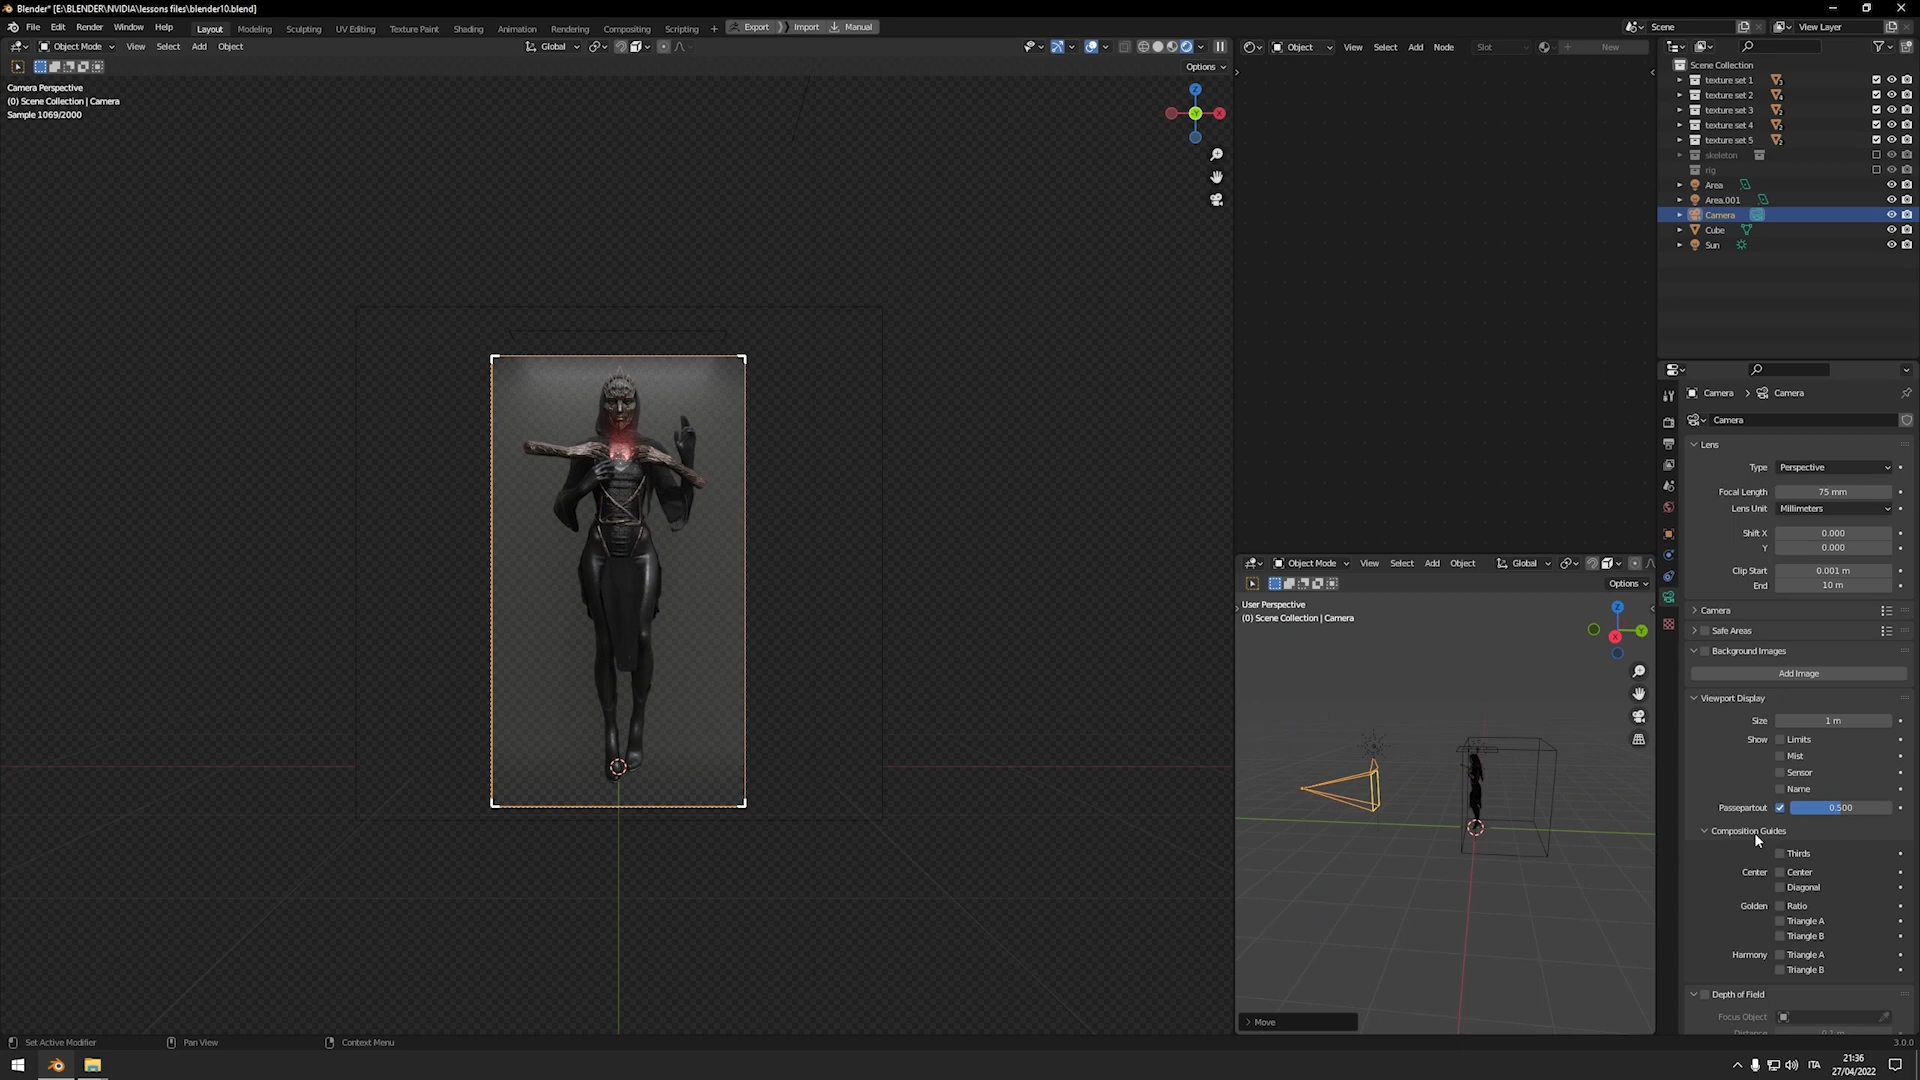 Blender* [E:\BLENDER\NVIDIA\lessons files\blender10.blend]
File Edit Render Window Help Layout Modeling Sculpting UV Editing Texture Paint Shading Animation Rendering Compositing Geometry Nodes Scripting + Export Import Manual Scene View Layer
Object Mode View Select Add Object Global
Options
Camera Perspective
(0) Scene Collection | Camera
Sample 1069/2000
Z
X
Y
Object View Select Add Node Slot New
Scene Collection
texture set 1
texture set 2
texture set 3
texture set 4
texture set 5
skeleton
rig
Area
Area.001
Camera
Cube
Sun
Camera > Camera
Camera
Lens
Type Perspective
Focal Length 75 mm
Lens Unit Millimeters
Shift X 0.000
Y 0.000
Clip Start 0.001 m
End 10 m
Camera
Safe Areas
Background Images
Add Image
Viewport Display
Size 1 m
Show Limits
Mist
Sensor
Name
Passepartout 0.500
Composition Guides
Thirds
Center Center
Diagonal
Golden Ratio
Triangle A
Triangle B
Harmony Triangle A
Triangle B
Depth of Field
Focus Object
Distance 0.1 m
Object Mode View Select Add Object Global
Options
User Perspective
(0) Scene Collection | Camera
Z
Y
X
Move
Set Active Modifier Pan View Context Menu 3.0.0
ITA
21:36
27/04/2022